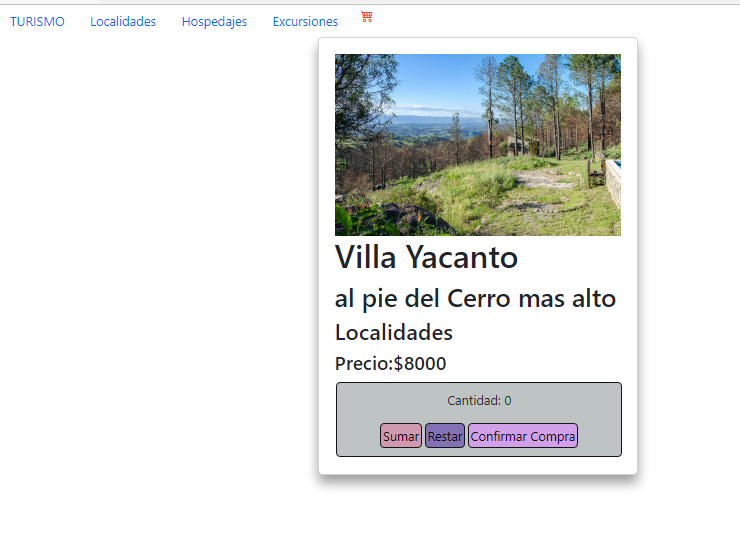 TURISMO Localidades Hospedajes Excursiones
Villa Yacanto
al pie del Cerro mas alto
Localidades
Precio:$8000
Cantidad: 0
Sumar Restar Confirmar Compra